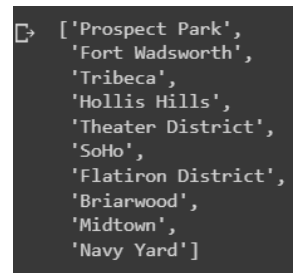 ['Prospect Park',
'Fort Wadsworth',
'Tribeca',
'Hollis Hills',
'Theater District',
'SoHo',
'Flatiron District',
'Briarwood',
'Midtown',
'Navy Yard']